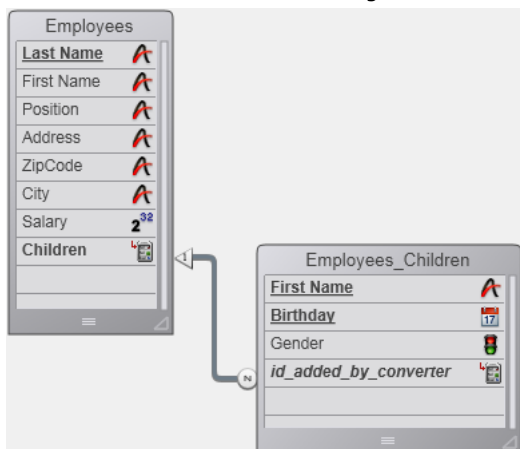 Employees
Last Name
First Name
Position
Address
ZipCode
City
Salary 2^32
Children
1
Employees_Children
First Name
Birthday 17
Gender
id_added_by_converter
N